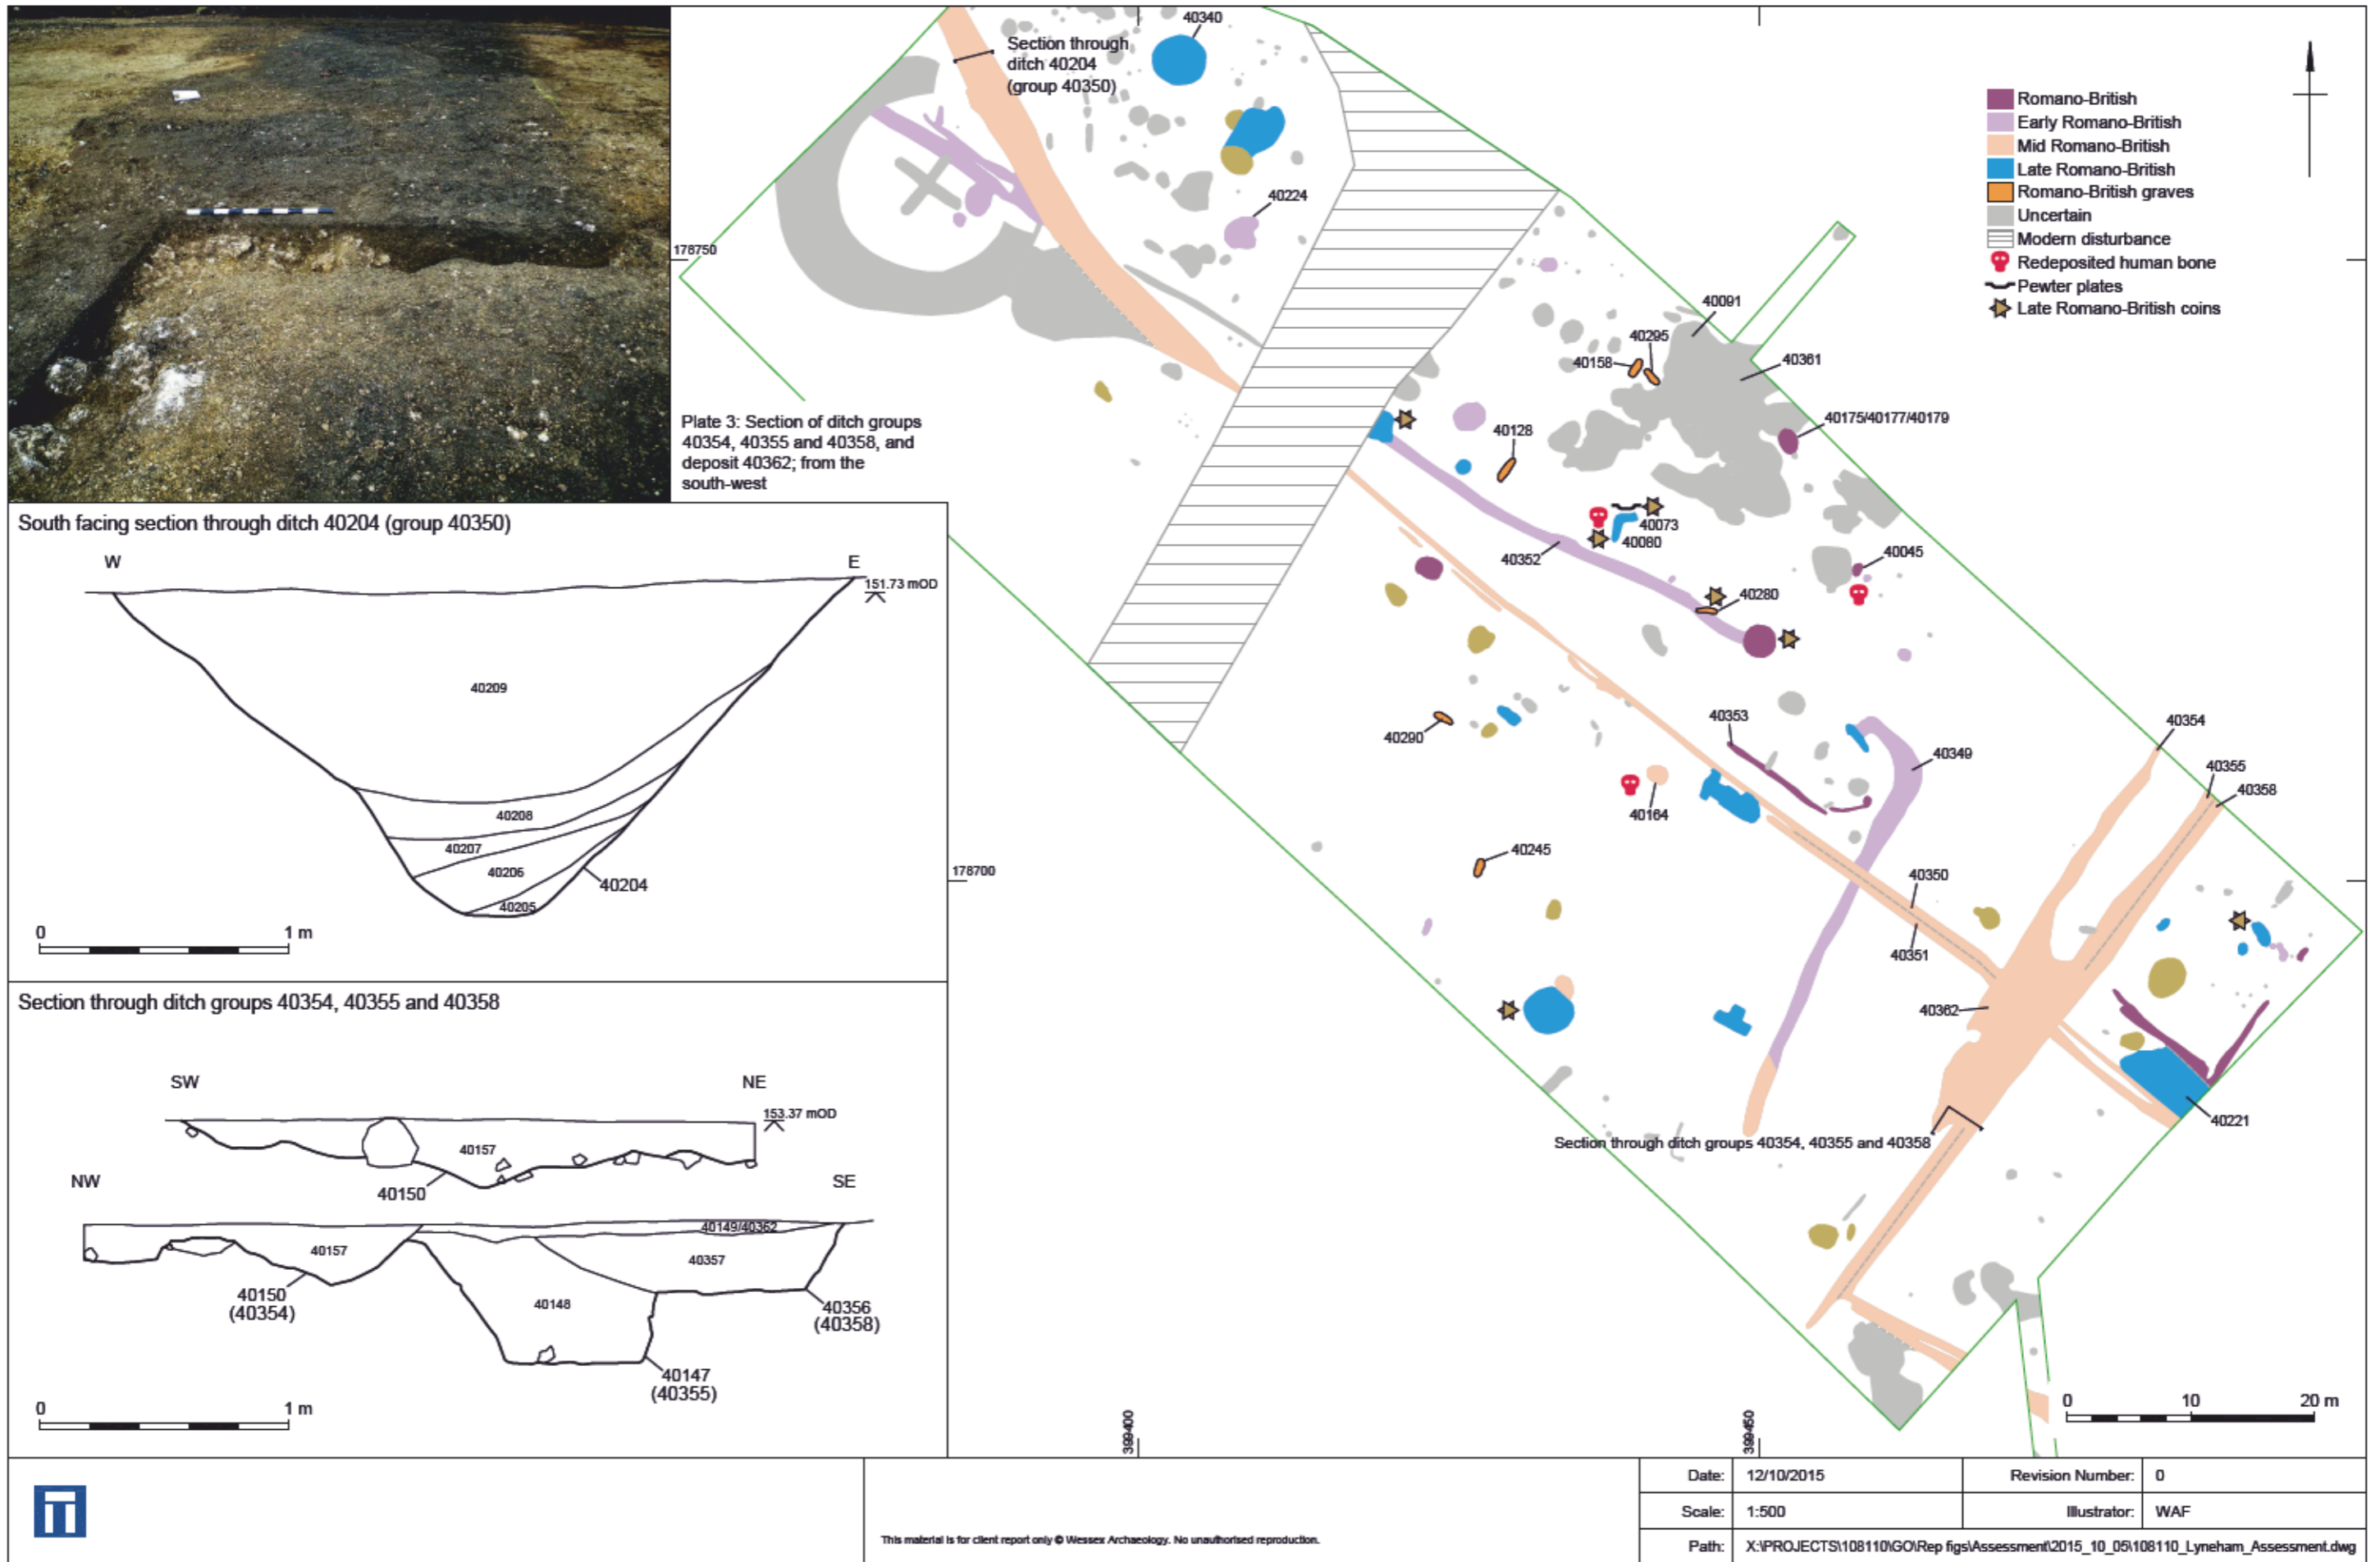 Section through
ditch 40204
(group 40350)
40340
40224
178750
Plate 3: Section of ditch groups
40354, 40355 and 40358, and
deposit 40362; from the
south-west
Romano-British
Early Romano-British
Mid Romano-British
Late Romano-British
Romano-British graves
Uncertain
Modern disturbance
Redeposited human bone
Pewter plates
Late Romano-British coins
40091
40295
40158
40361
40175/40177/40179
40128
40073
40080
40352
40045
40280
40353
40290
40349
40354
40355
40358
40164
40245
178700
40350
40351
40362
40221
Section through ditch groups 40354, 40355 and 40358
399400
399450
0 10 20 m
South facing section through ditch 40204 (group 40350)
W E
151.73 mOD
40209
40208
40207
40206
40205
40204
0 1 m
Section through ditch groups 40354, 40355 and 40358
SW NE
153.37 mOD
40157
40150
NW SE
40149/40362
40157
40357
40148
40150
(40354)
40356
(40358)
40147
(40355)
0 1 m
This material is for client report only © Wessex Archaeology. No unauthorised reproduction.
Date: 12/10/2015 Revision Number: 0
Scale: 1:500 Illustrator: WAF
Path: X:\PROJECTS\108110\GO\Rep figs\Assessment\2015_10_05\108110_Lyneham_Assessment.dwg